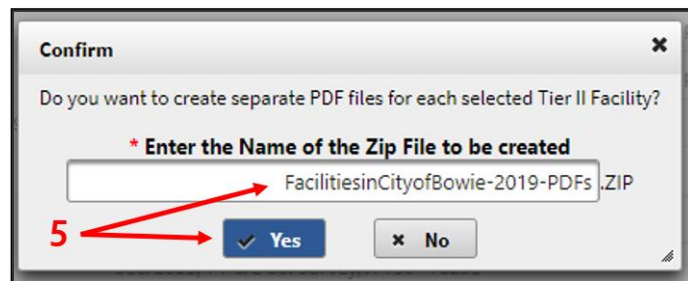 Confirm
Do you want to create separate PDF files for each selected Tier II Facility?
* Enter the Name of the Zip File to be created
FacilitiesinCityofBowie-2019-PDFs .ZIP
5
Yes
No